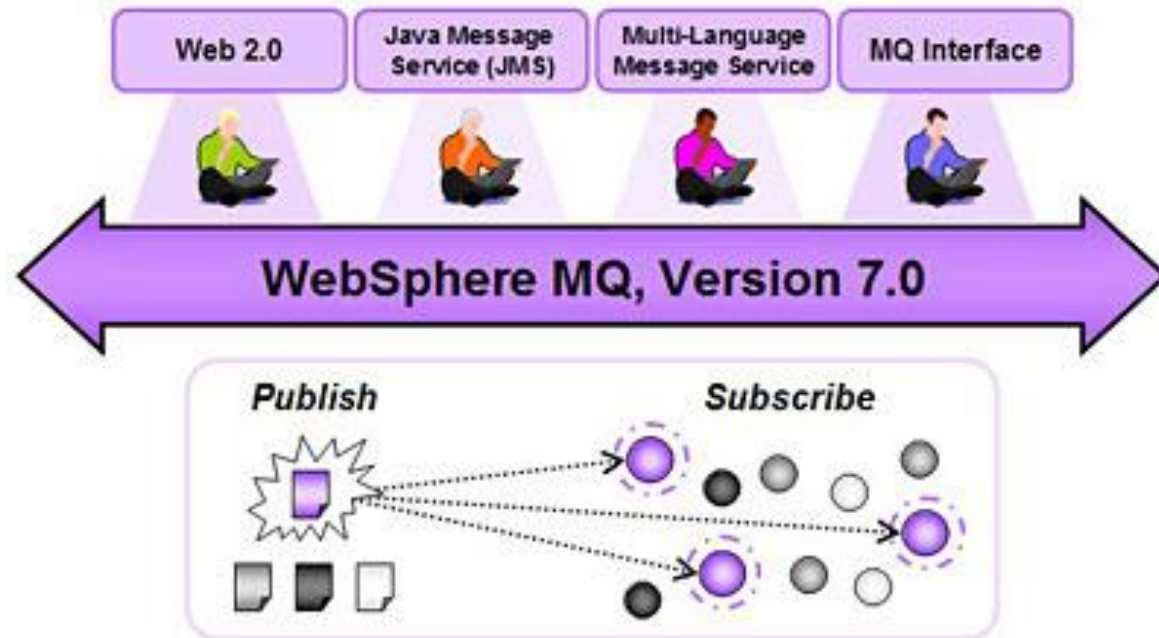 Web 2.0
Java Message
Service (JMS)
Multi-Language
Message Service
MQ Interface
WebSphere MQ, Version 7.0
Publish
Subscribe